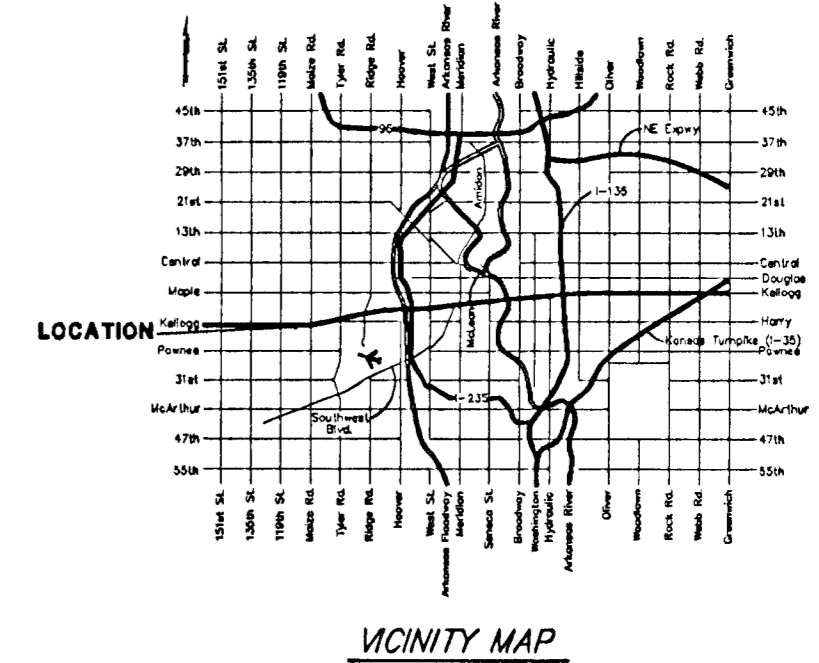 151st St.
135th St.
119th St.
Maize Rd.
Tyler Rd.
Ridge Rd.
Hoover
West St.
Arkansas River
Meridian
Arkansas River
Broadway
Hydraulic
Hillside
Oliver
Woodlawn
Rock Rd.
Webb Rd.
Greenwich
45th
37th
29th
21st
13th
Central
Maple
Kellogg
Pawnee
31st
McArthur
47th
55th
LOCATION
96
NE Expwy
Amidon
I-135
McLean
Kansas Turnpike (I-35)
I-235
Southwest
Blvd.
45th
37th
29th
21st
13th
Central
Douglas
Kellogg
Harry
Pawnee
31st
McArthur
47th
55th
151st St.
135th St.
119th St.
Maize Rd.
Tyler Rd.
Ridge Rd.
Hoover
West St.
Arkansas Floodway
Meridian
Seneca St.
Broadway
Washington
Hydraulic
Arkansas River
Oliver
Woodlawn
Rock Rd.
Webb Rd.
Greenwich
VICINITY MAP